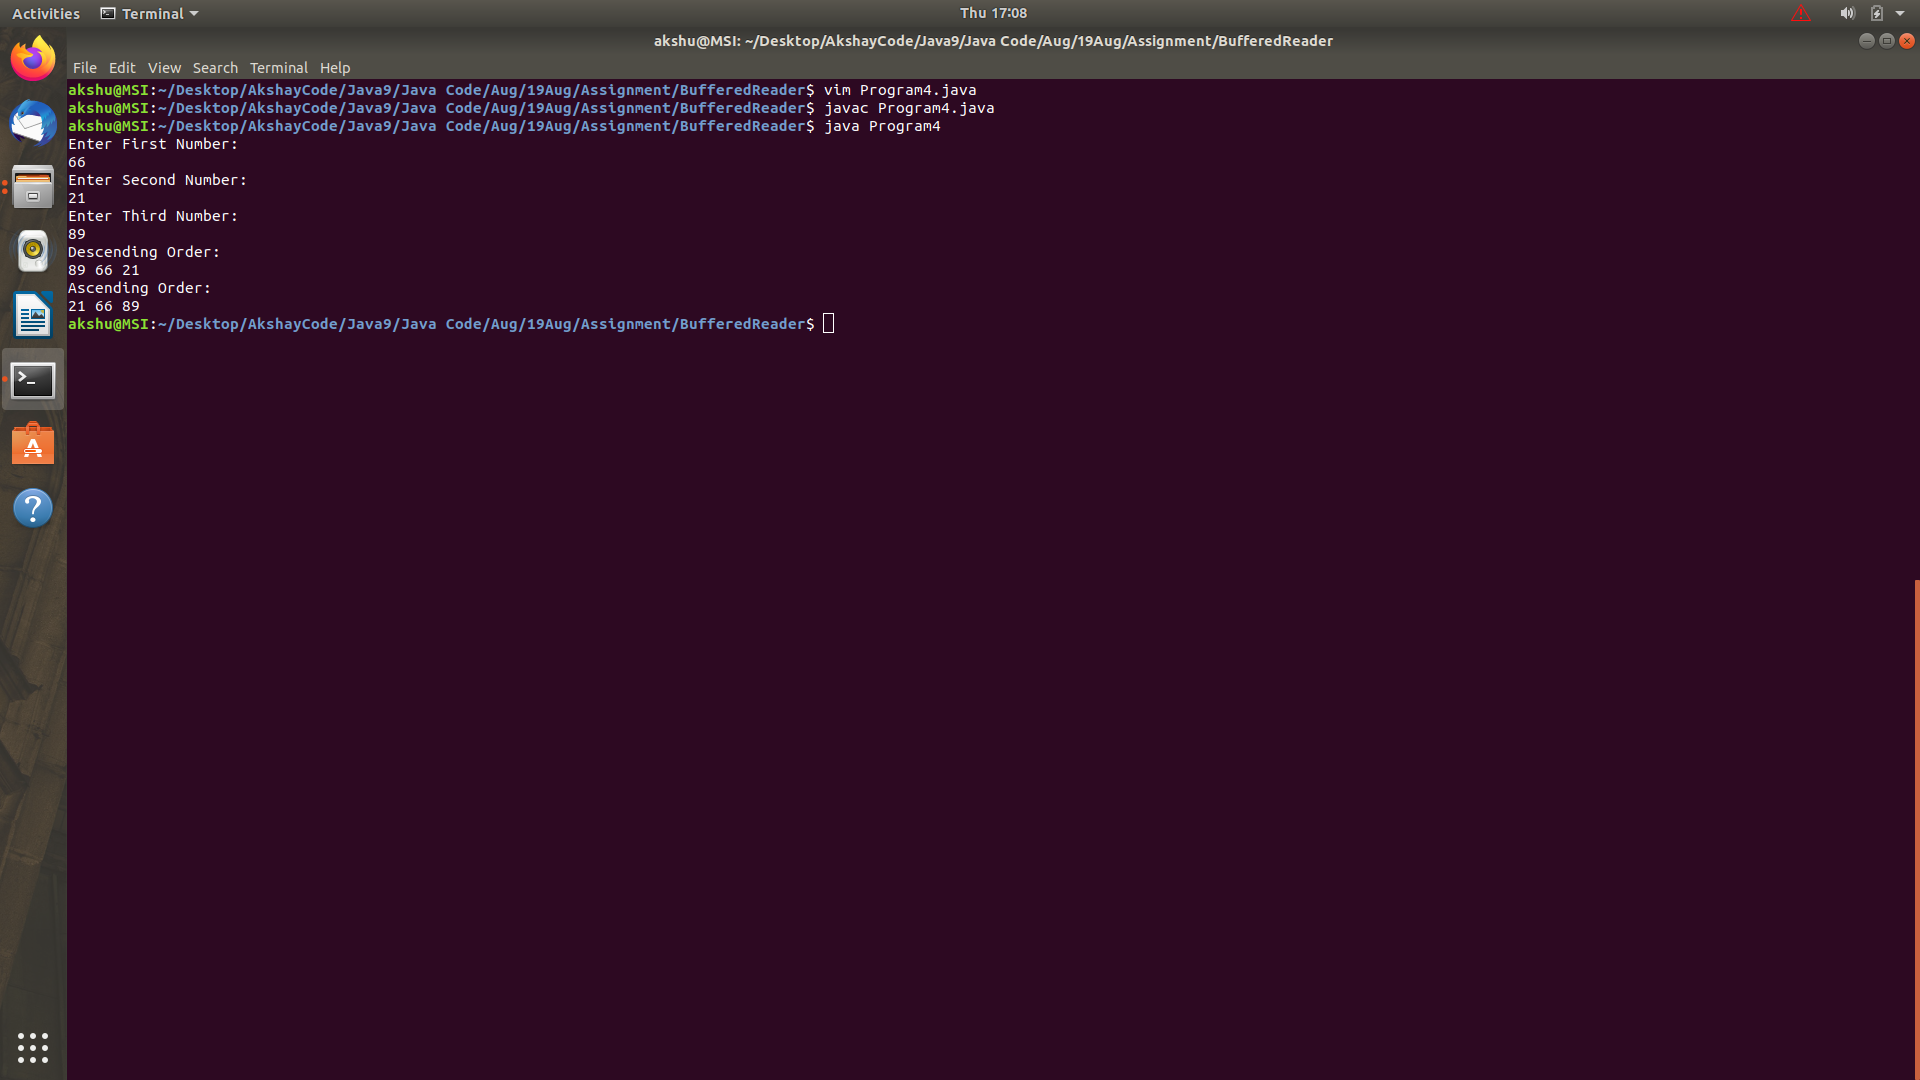 Activities Terminal Thu 17:08
akshu@MSI: ~/Desktop/AkshayCode/Java9/Java Code/Aug/19Aug/Assignment/BufferedReader
File Edit View Search Terminal Help
akshu@MSI:~/Desktop/AkshayCode/Java9/Java Code/Aug/19Aug/Assignment/BufferedReader$ vim Program4.java
akshu@MSI:~/Desktop/AkshayCode/Java9/Java Code/Aug/19Aug/Assignment/BufferedReader$ javac Program4.java
akshu@MSI:~/Desktop/AkshayCode/Java9/Java Code/Aug/19Aug/Assignment/BufferedReader$ java Program4
Enter First Number:
66
Enter Second Number:
21
Enter Third Number:
89
Descending Order:
89 66 21
Ascending Order:
21 66 89
akshu@MSI:~/Desktop/AkshayCode/Java9/Java Code/Aug/19Aug/Assignment/BufferedReader$